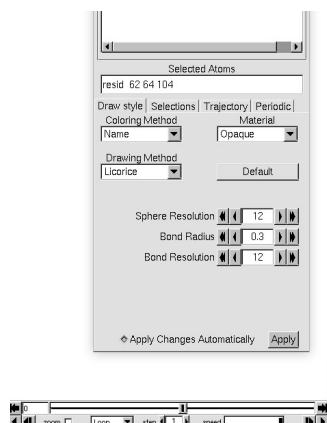 Selected Atoms
resid 62 64 104
Draw style Selections Trajectory Periodic
Coloring Method Material
Name Opaque
Drawing Method
Licorice Default
Sphere Resolution 12
Bond Radius 0.3
Bond Resolution 12
Apply Changes Automatically Apply
0
zoom Loop step 1 speed